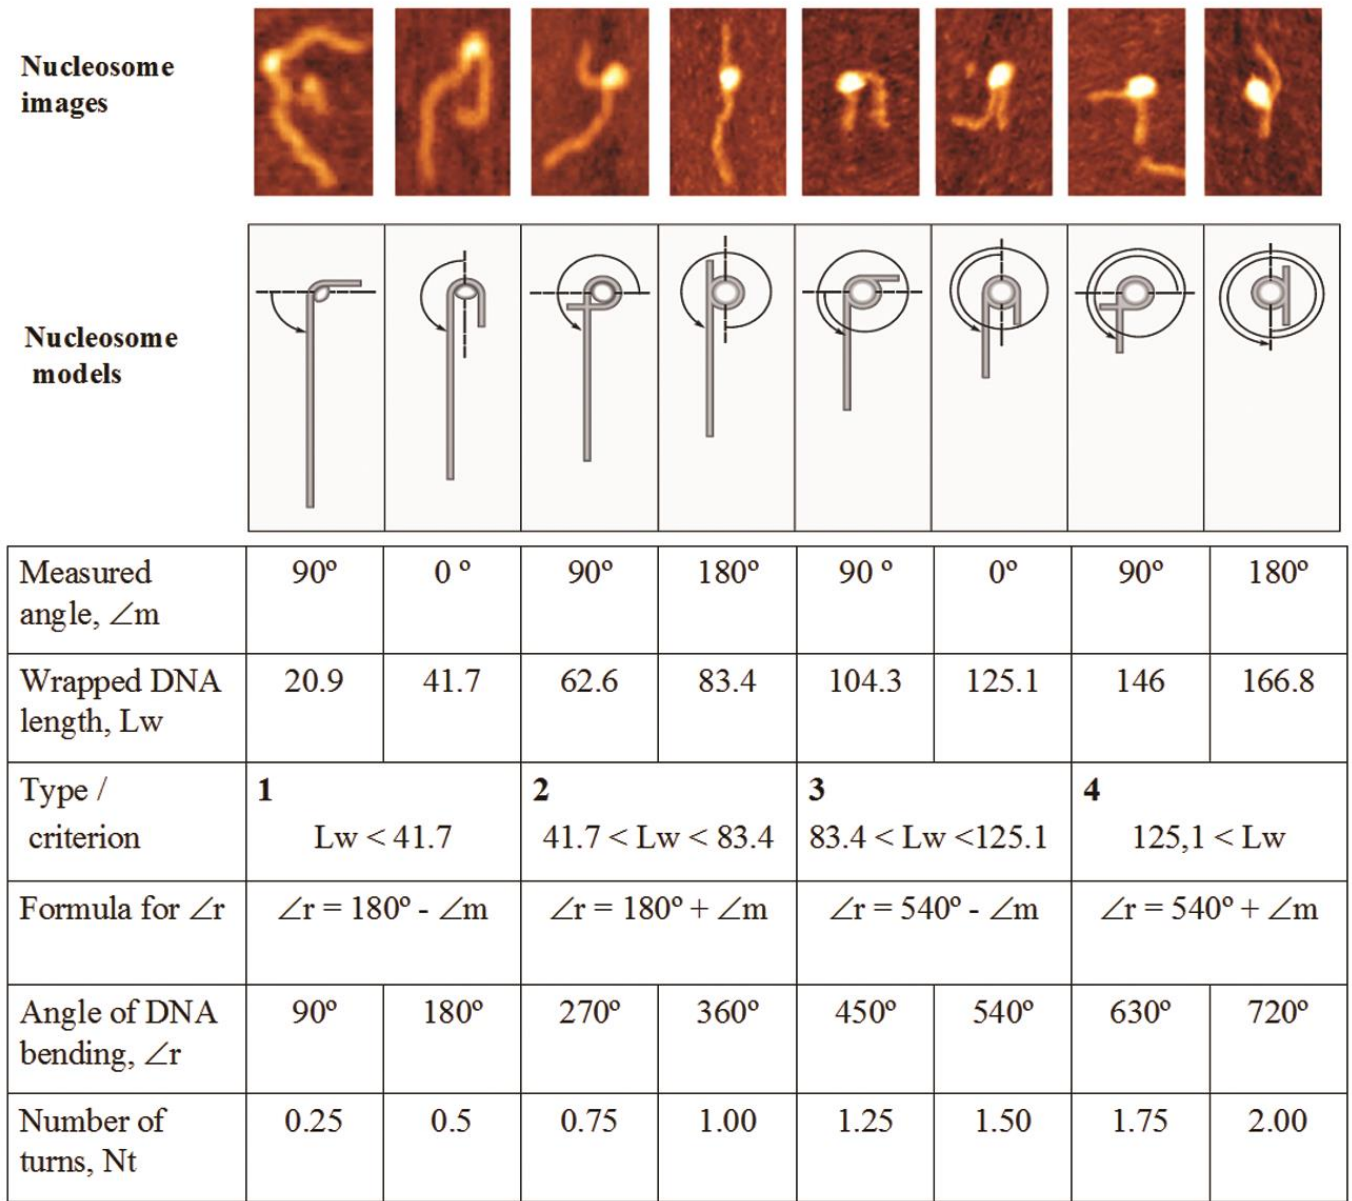 Nucleosome
images
Nucleosome
models
Measured
angle, ∠m
90º
0 º
90º
180º
90 º
0º
90º
180º
Wrapped DNA
length, Lw
20.9
41.7
62.6
83.4
104.3
125.1
146
166.8
Type /
criterion
1
Lw < 41.7
2
41.7 < Lw < 83.4
3
83.4 < Lw <125.1
4
125,1 < Lw
Formula for ∠r
∠r = 180º - ∠m
∠r = 180º + ∠m
∠r = 540º - ∠m
∠r = 540º + ∠m
Angle of DNA
bending, ∠r
90º
180º
270º
360º
450º
540º
630º
720º
Number of
turns, Nt
0.25
0.5
0.75
1.00
1.25
1.50
1.75
2.00